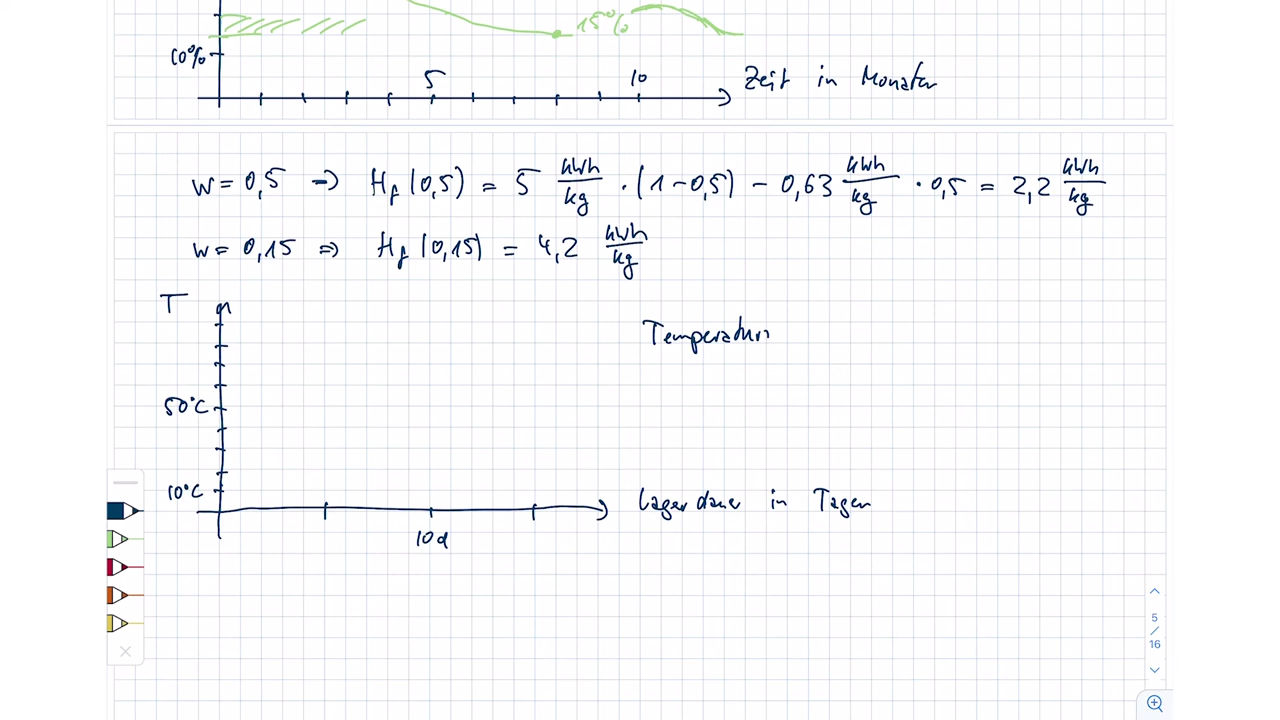 15%
10%
5
10
Zeit in Monaten
w = 0,5 → Hf (0,5) = 5 kWh/kg · (1 - 0,5) - 0,63 kWh/kg · 0,5 = 2,2 kWh/kg
w = 0,15 ⇒ Hf (0,15) = 4,2 kWh/kg
T
Temperatur
50°C
10°C
Lagerdauer in Tagen
10d
5
/
16